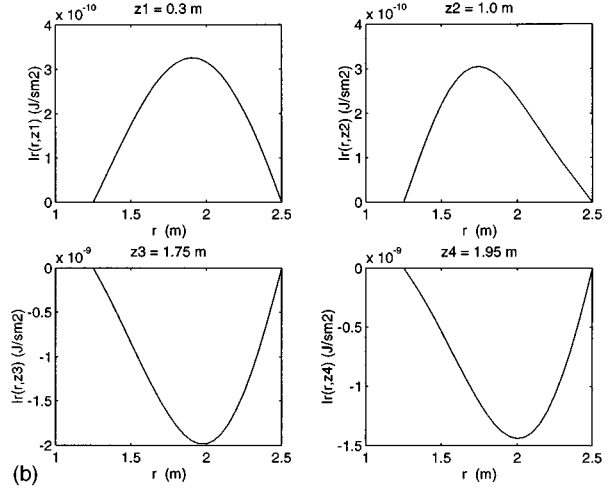 x 10^-10 z1 = 0.3 m
4
3
2
1
0
Ir(r,z1) (J/sm2)
1 1.5 2 2.5
r (m)
x 10^-10 z2 = 1.0 m
4
3
2
1
0
Ir(r,z2) (J/sm2)
1 1.5 2 2.5
r (m)
x 10^-9 z3 = 1.75 m
0
-0.5
-1
-1.5
-2
Ir(r,z3) (J/sm2)
1 1.5 2 2.5
r (m)
x 10^-9 z4 = 1.95 m
0
-0.5
-1
-1.5
Ir(r,z4) (J/sm2)
1 1.5 2 2.5
r (m)
(b)